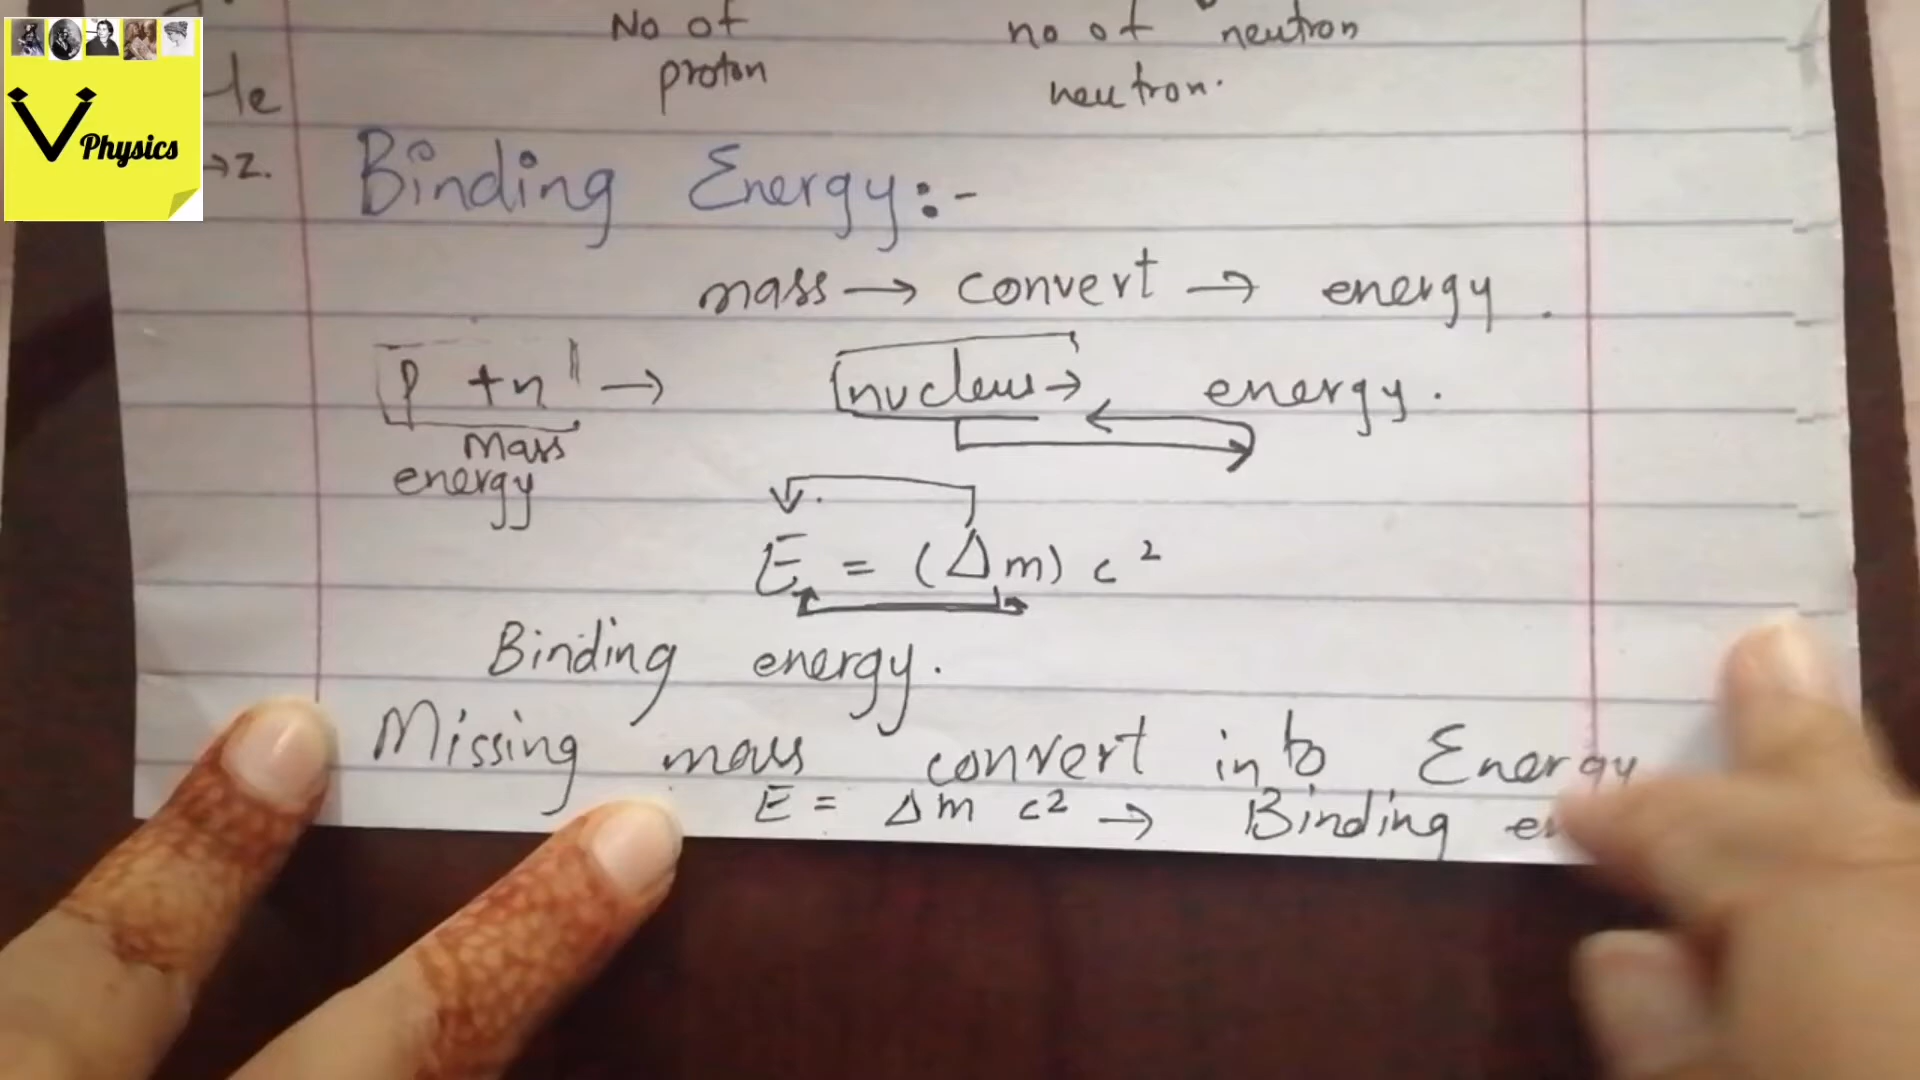 No of no of neutron
proton neutron.
He
Physics
→Z.
Binding Energy:-
mass → convert → energy.
p + n → nucleus → energy.
mass
energy
E = (Δm) c²
Binding energy.
Missing mass convert into Energy
E = Δm c² → Binding